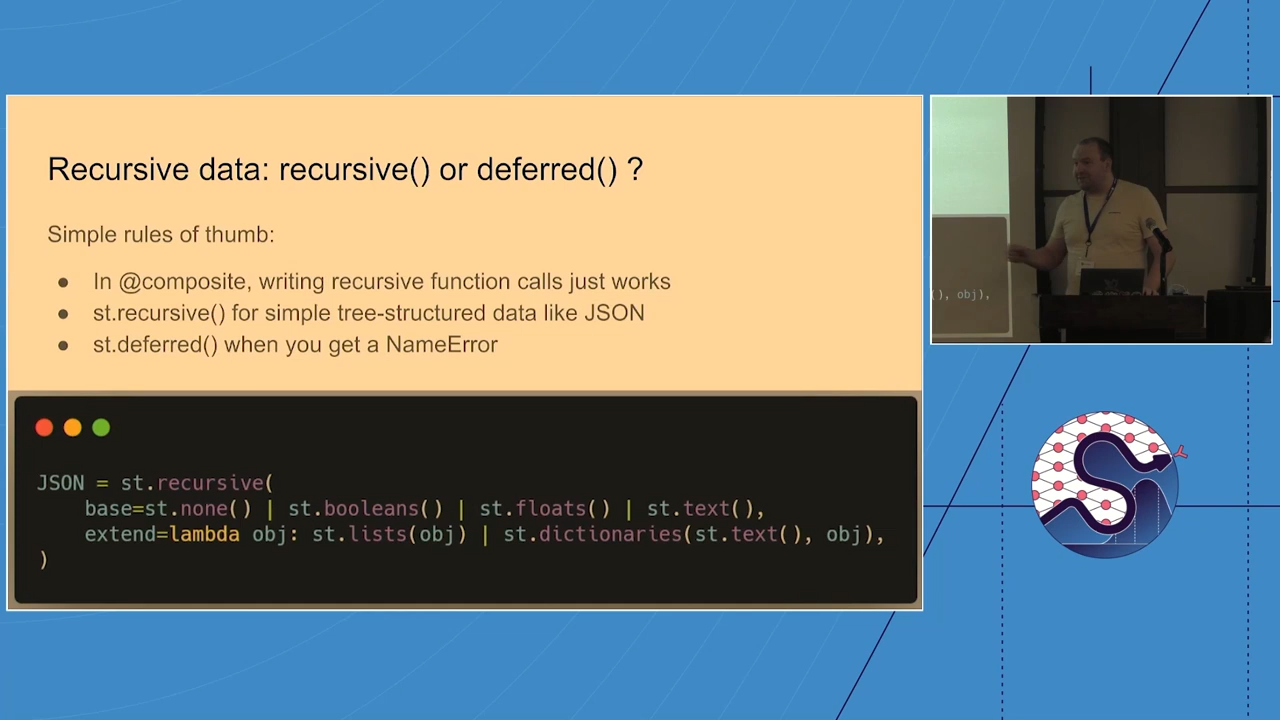 Recursive data: recursive() or deferred() ?
Simple rules of thumb:
● In @composite, writing recursive function calls just works
● st.recursive() for simple tree-structured data like JSON
● st.deferred() when you get a NameError
JSON = st.recursive(
    base=st.none() | st.booleans() | st.floats() | st.text(),
    extend=lambda obj: st.lists(obj) | st.dictionaries(st.text(), obj),
)
(), obj),